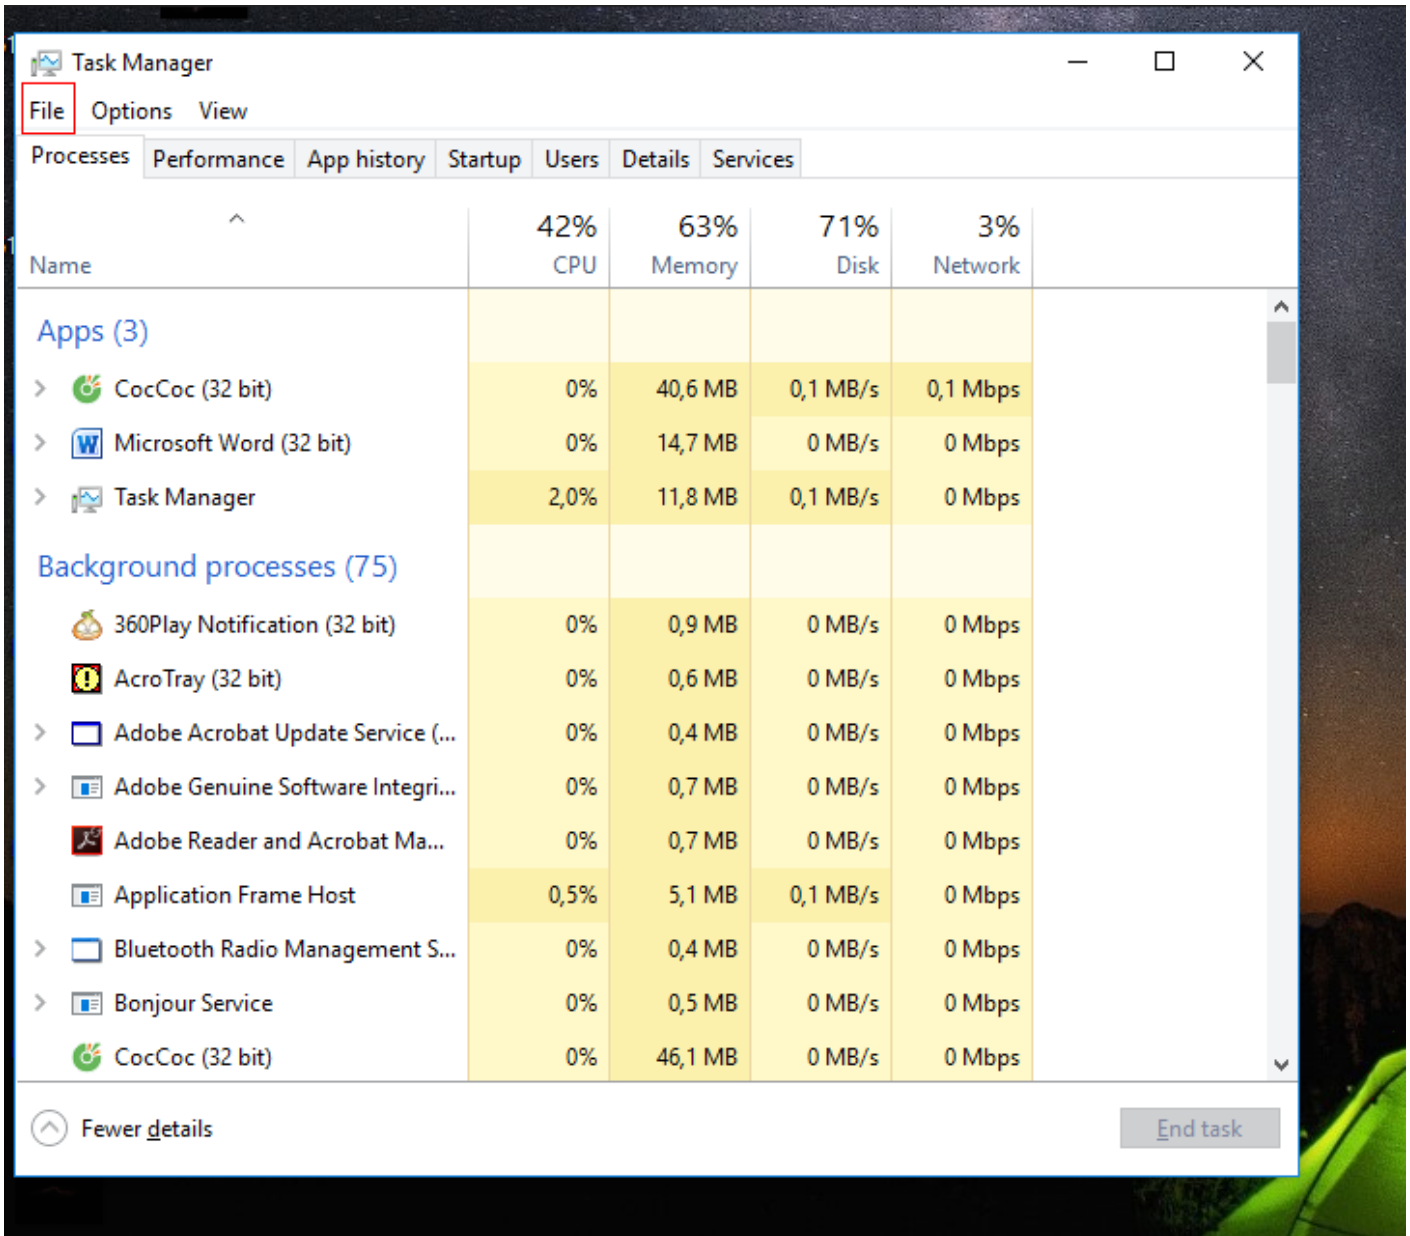 Task Manager
File Options View
Processes Performance App history Startup Users Details Services
42% 63% 71% 3%
Name CPU Memory Disk Network
Apps (3)
CocCoc (32 bit) 0% 40,6 MB 0,1 MB/s 0,1 Mbps
Microsoft Word (32 bit) 0% 14,7 MB 0 MB/s 0 Mbps
Task Manager 2,0% 11,8 MB 0,1 MB/s 0 Mbps
Background processes (75)
360Play Notification (32 bit) 0% 0,9 MB 0 MB/s 0 Mbps
AcroTray (32 bit) 0% 0,6 MB 0 MB/s 0 Mbps
Adobe Acrobat Update Service (... 0% 0,4 MB 0 MB/s 0 Mbps
Adobe Genuine Software Integri... 0% 0,7 MB 0 MB/s 0 Mbps
Adobe Reader and Acrobat Ma... 0% 0,7 MB 0 MB/s 0 Mbps
Application Frame Host 0,5% 5,1 MB 0,1 MB/s 0 Mbps
Bluetooth Radio Management S... 0% 0,4 MB 0 MB/s 0 Mbps
Bonjour Service 0% 0,5 MB 0 MB/s 0 Mbps
CocCoc (32 bit) 0% 46,1 MB 0 MB/s 0 Mbps
Fewer details End task